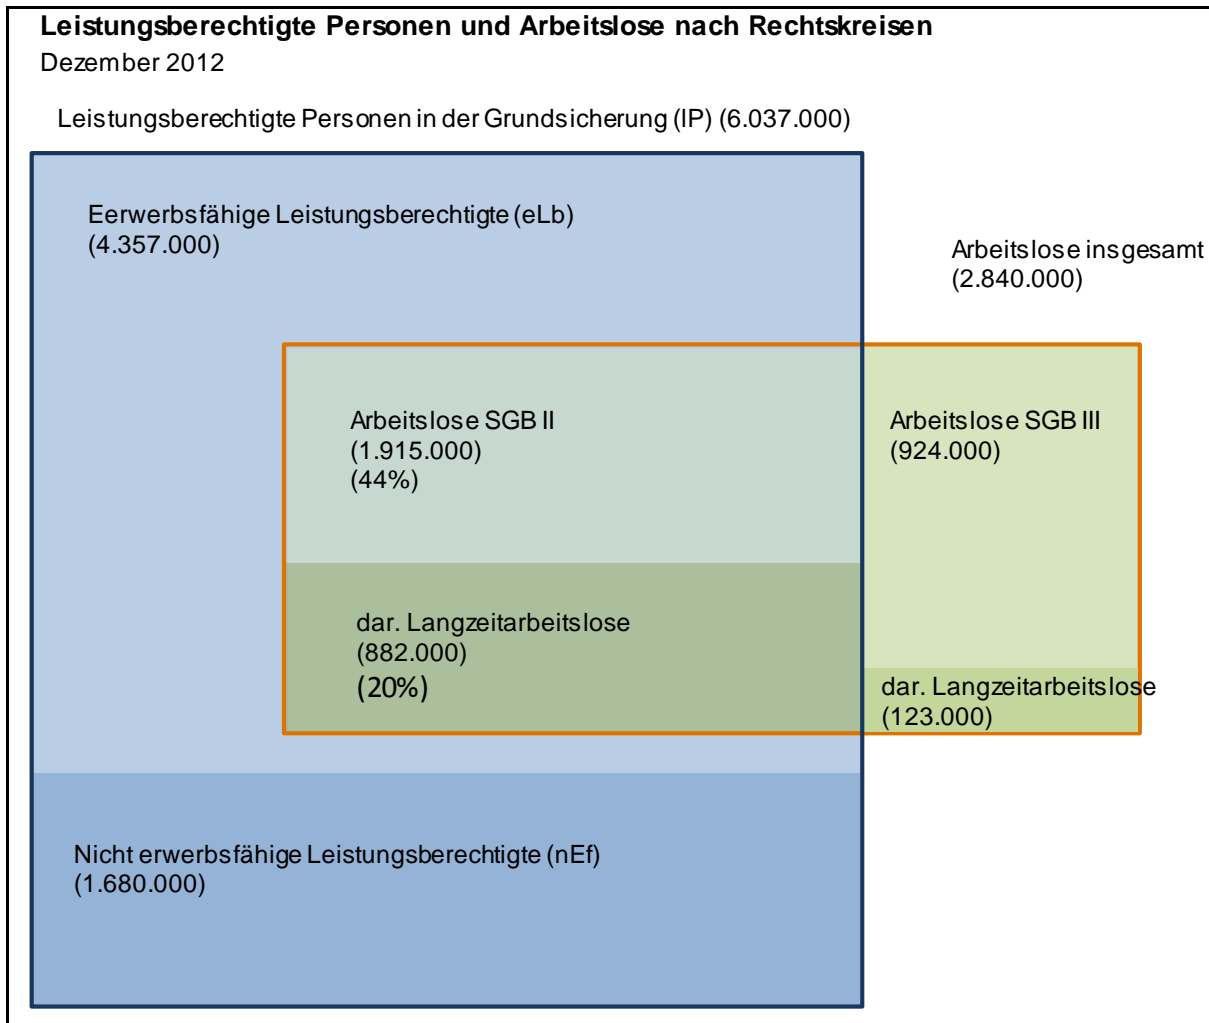 Leistungsberechtigte Personen und Arbeitslose nach Rechtskreisen
Dezember 2012
Leistungsberechtigte Personen in der Grundsicherung (lP) (6.037.000)
Eerwerbsfähige Leistungsberechtigte (eLb)
(4.357.000)
Arbeitslose insgesamt
(2.840.000)
Arbeitslose SGB II
(1.915.000)
(44%)
Arbeitslose SGB III
(924.000)
dar. Langzeitarbeitslose
(882.000)
(20%)
dar. Langzeitarbeitslose
(123.000)
Nicht erwerbsfähige Leistungsberechtigte (nEf)
(1.680.000)